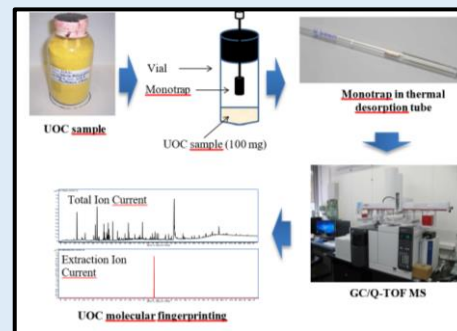 UOC sample
Vial
Monotrap
UOC sample (100 mg)
Monotrap in thermal
desorption tube
GC/Q-TOF MS
Total Ion Current
Extraction Ion
Current
UOC molecular fingerprinting